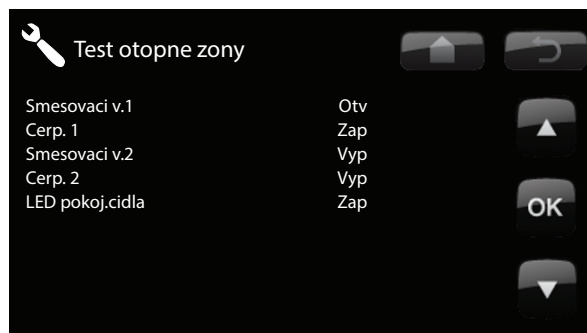 Test otopne zony
Smesovaci v.1 Otv
Cerp. 1 Zap
Smesovaci v.2 Vyp
Cerp. 2 Vyp
LED pokoj.cidla Zap
OK